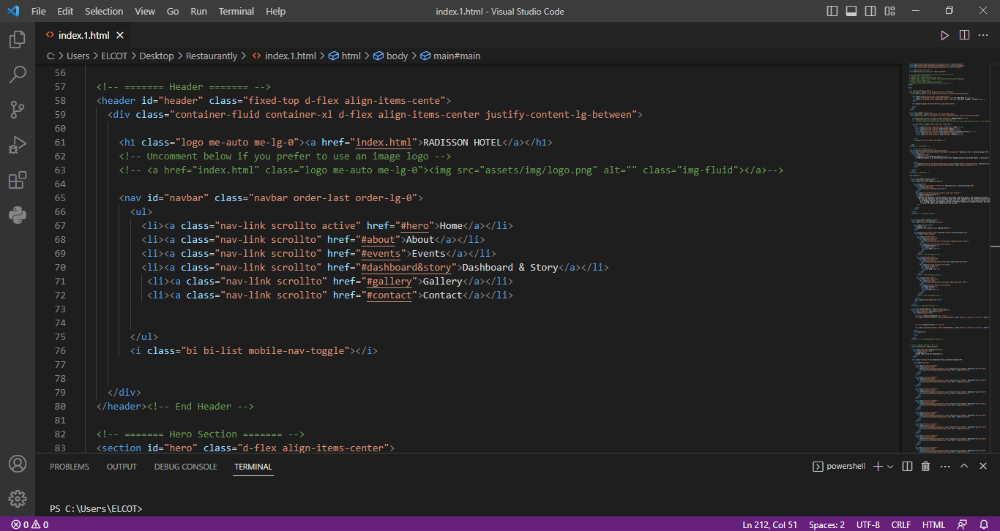 File Edit Selection View Go Run Terminal Help index.1.html - Visual Studio Code
index.1.html
C: > Users > ELCOT > Desktop > Restaurantly > index.1.html > html > body > main#main
56
57 <!-- ======= Header ======= -->
58 <header id="header" class="fixed-top d-flex align-items-cente">
59 <div class="container-fluid container-xl d-flex align-items-center justify-content-lg-between">
60
61 <h1 class="logo me-auto me-lg-0"><a href="index.html">RADISSON HOTEL</a></h1>
62 <!-- Uncomment below if you prefer to use an image logo -->
63 <!-- <a href="index.html" class="logo me-auto me-lg-0"><img src="assets/img/logo.png" alt="" class="img-fluid"></a>-->
64
65 <nav id="navbar" class="navbar order-last order-lg-0">
66 <ul>
67 <li><a class="nav-link scrollto active" href="#hero">Home</a></li>
68 <li><a class="nav-link scrollto" href="#about">About</a></li>
69 <li><a class="nav-link scrollto" href="#events">Events</a></li>
70 <li><a class="nav-link scrollto" href="#dashboard&story">Dashboard & Story</a></li>
71 <li><a class="nav-link scrollto" href="#gallery">Gallery</a></li>
72 <li><a class="nav-link scrollto" href="#contact">Contact</a></li>
73
74
75 </ul>
76 <i class="bi bi-list mobile-nav-toggle"></i>
77
78
79 </div>
80 </header><!-- End Header -->
81
82 <!-- ======= Hero Section ======= -->
83 <section id="hero" class="d-flex align-items-center">
PROBLEMS OUTPUT DEBUG CONSOLE TERMINAL powershell
PS C:\Users\ELCOT>
0 0 Ln 212, Col 51 Spaces: 2 UTF-8 CRLF HTML